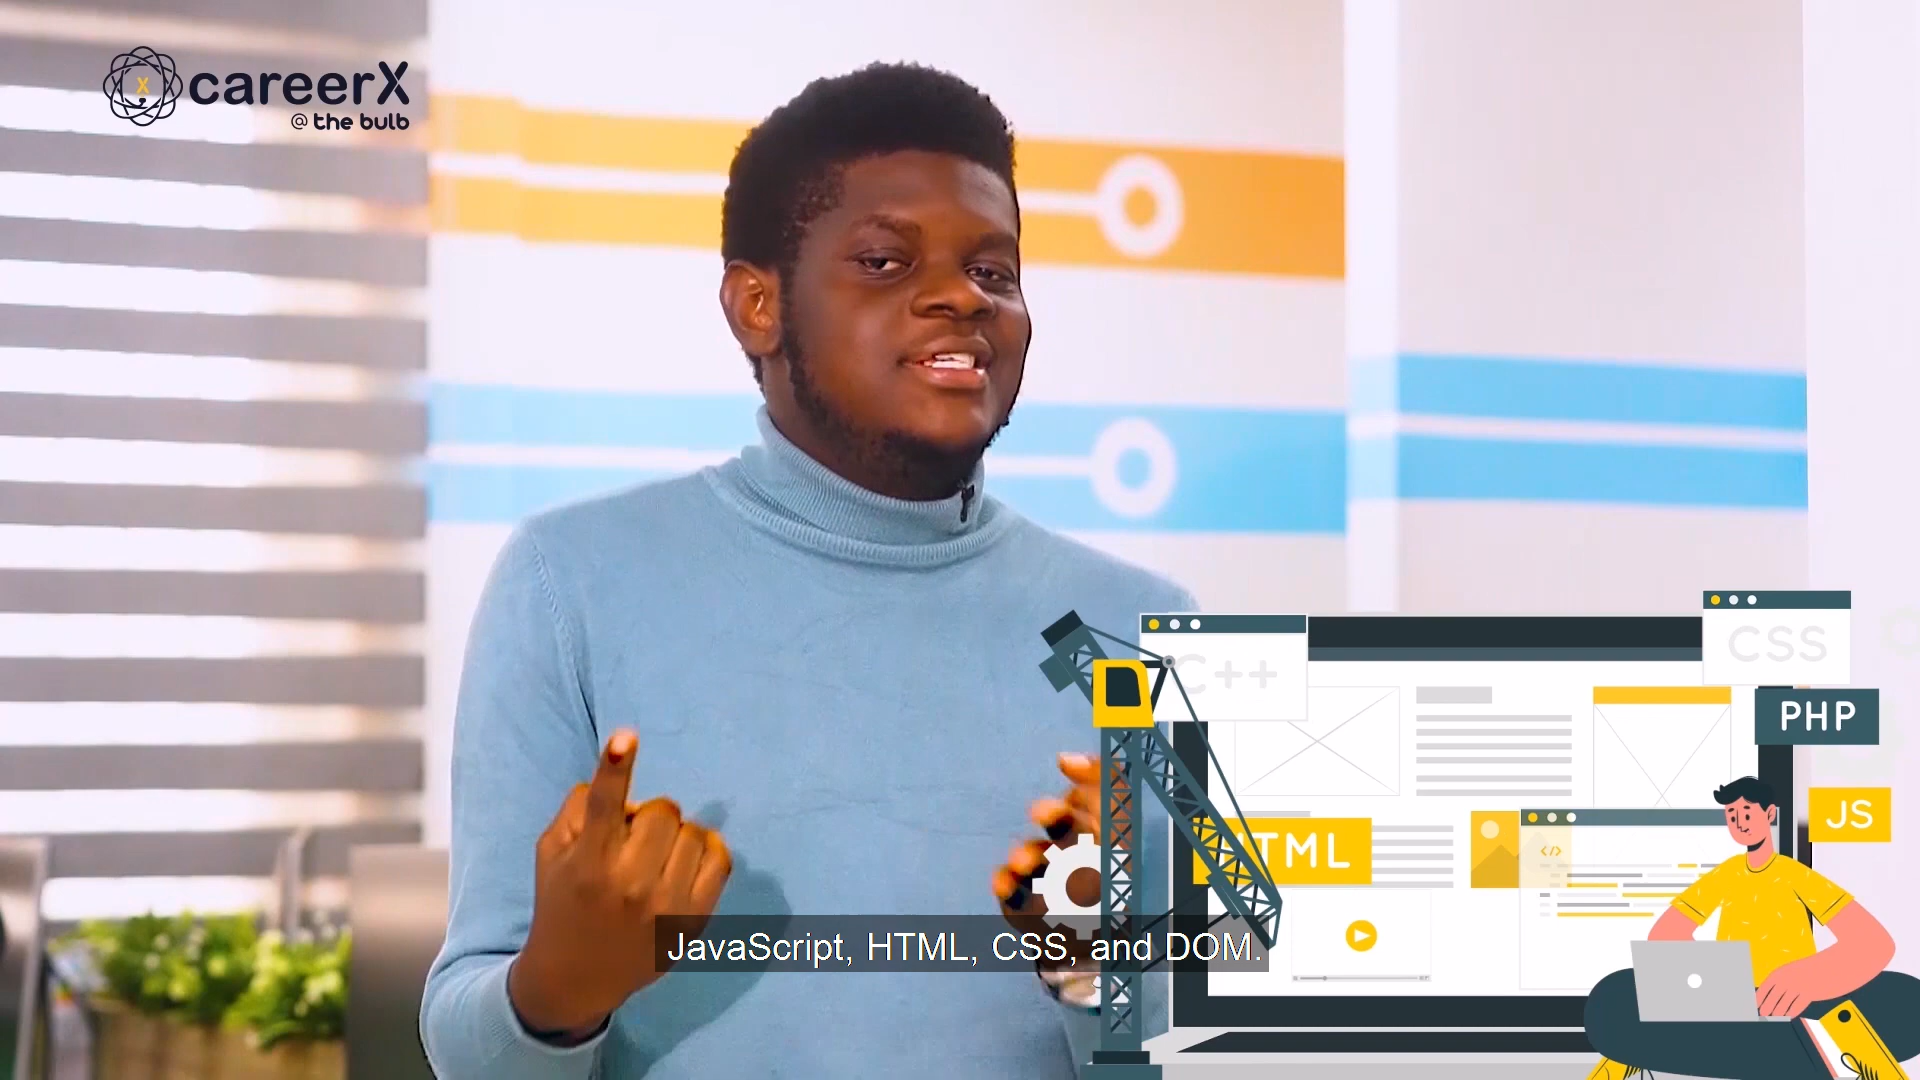 careerX
@ the bulb
C++
CSS
PHP
JS
HTML
</>
JavaScript, HTML, CSS, and DOM.